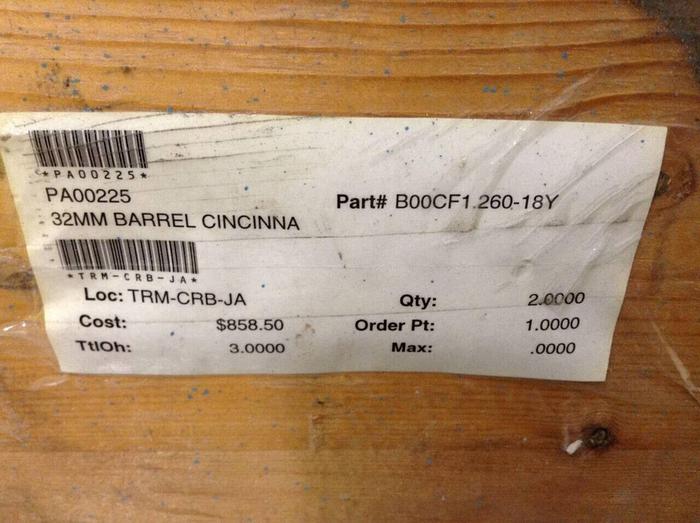 *PA00225*
PA00225
Part# B00CF1.260-18Y
32MM BARREL CINCINNA
*TRM-CRB-JA*
Loc: TRM-CRB-JA Qty: 2.0000
Cost: $858.50 Order Pt: 1.0000
TtlOh: 3.0000 Max: .0000